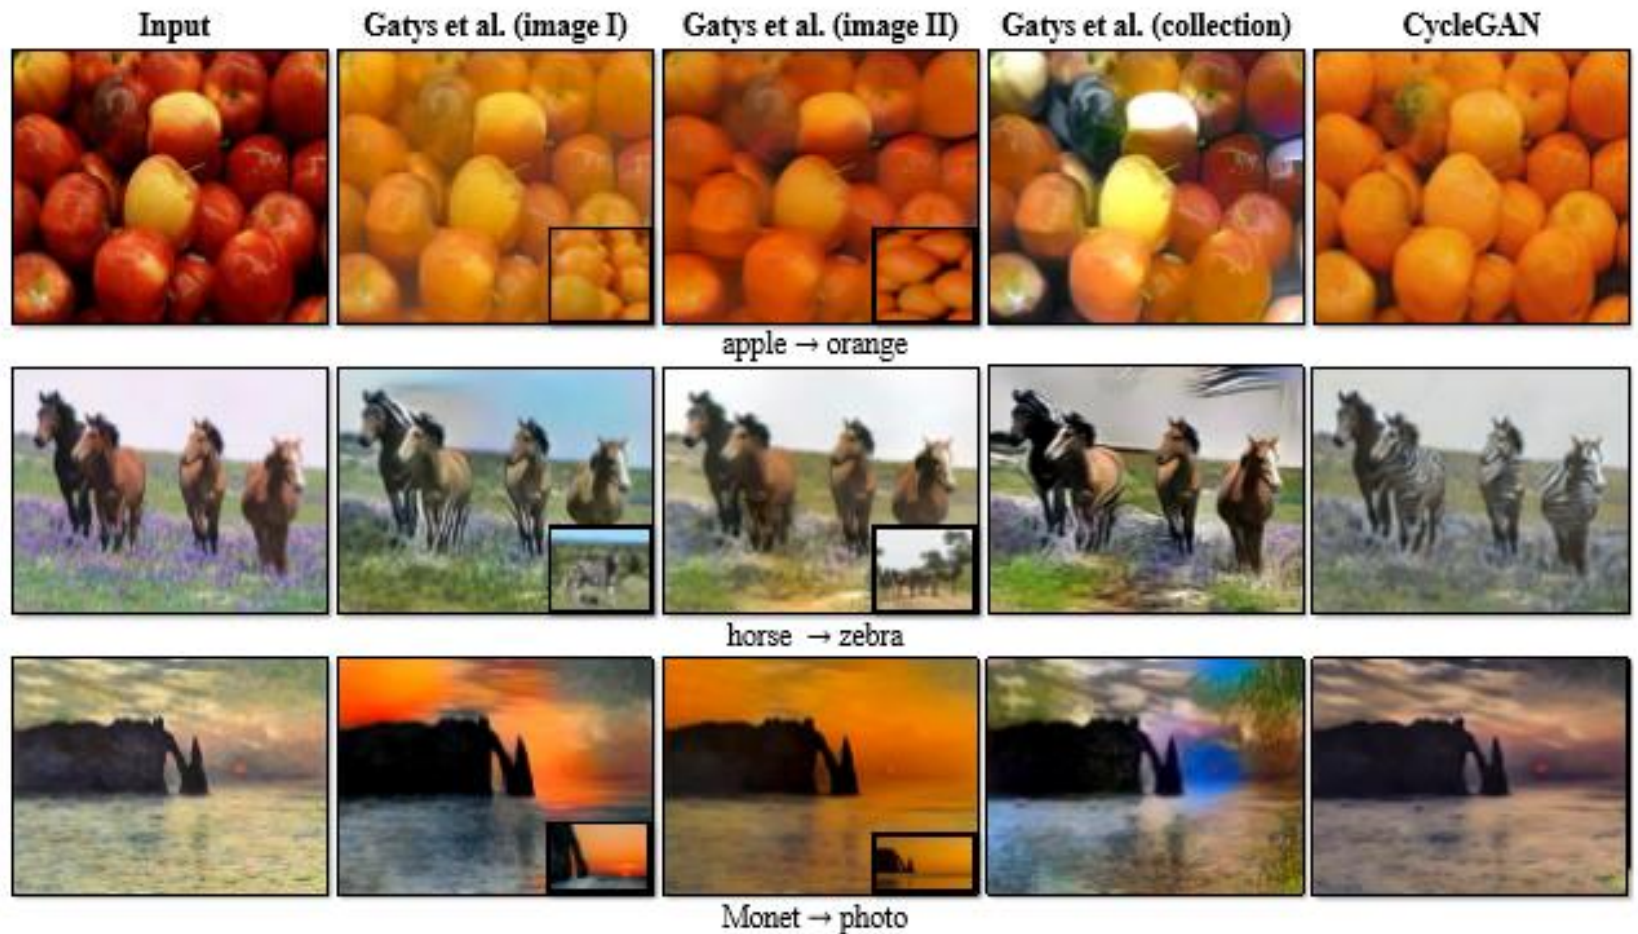 Input Gatys et al. (image I) Gatys et al. (image II) Gatys et al. (collection) CycleGAN
apple → orange
horse → zebra
Monet → photo